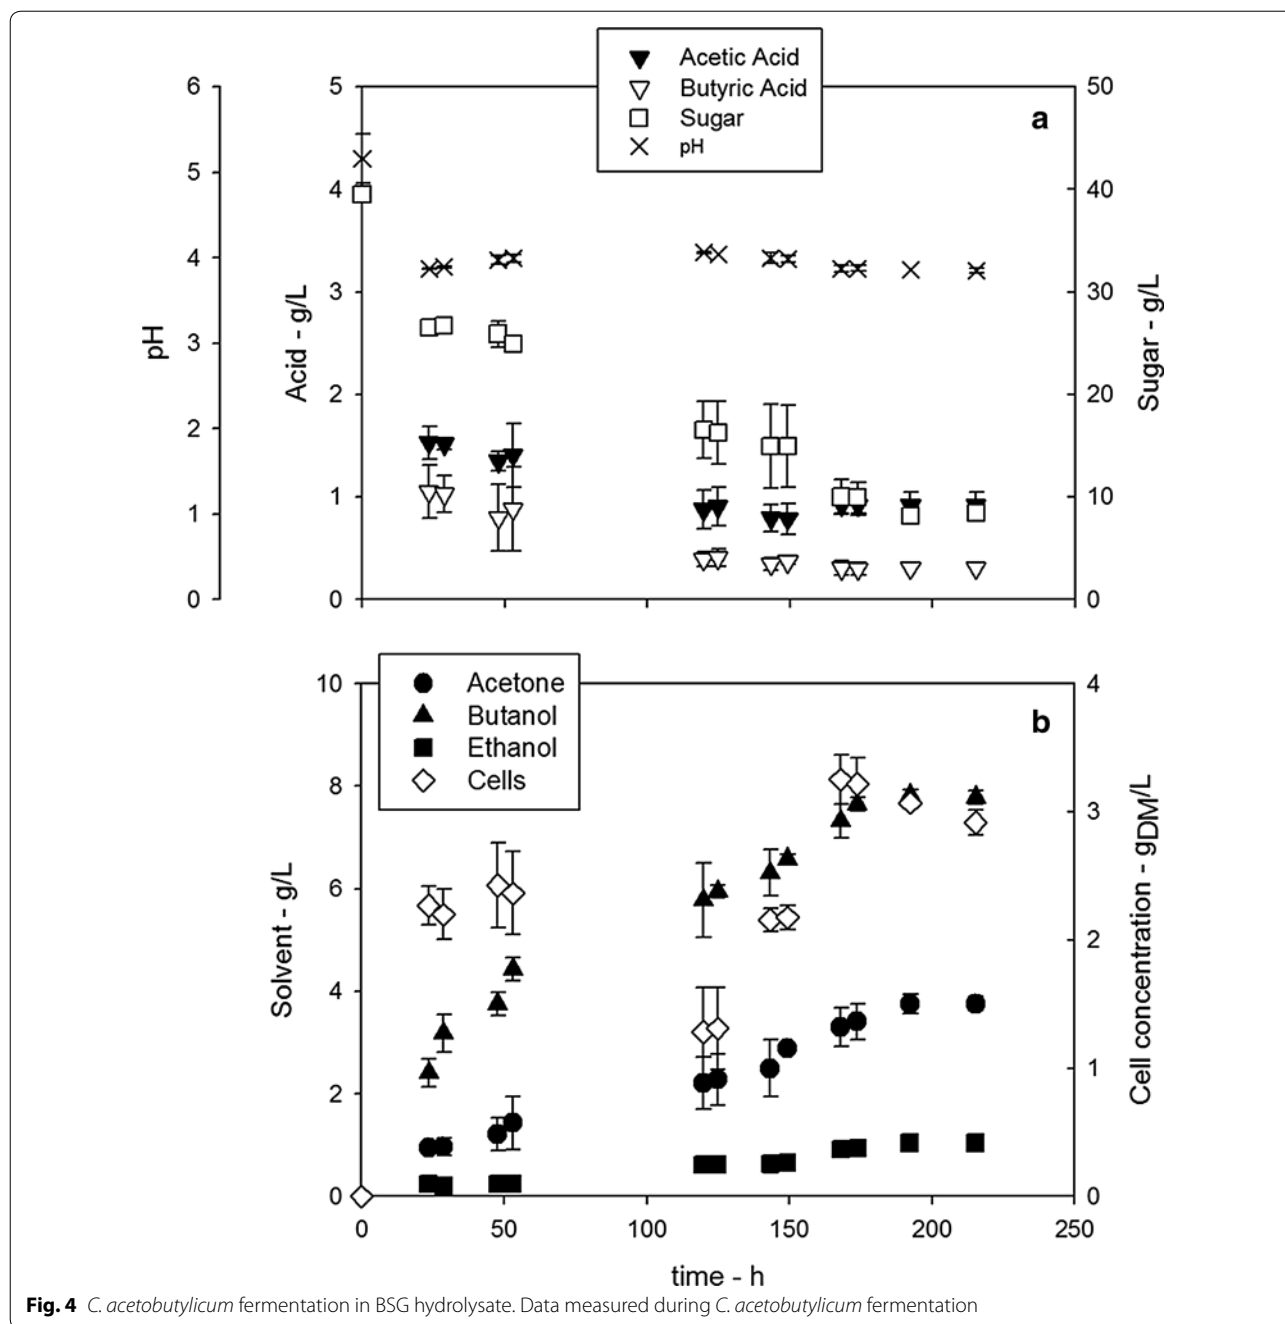 Acetic Acid
Butyric Acid
Sugar
pH
a
6
5
4
3
2
1
0
pH
5
4
3
2
1
0
Acid - g/L
50
40
30
20
10
0
Sugar - g/L
Acetone
Butanol
Ethanol
Cells
b
10
8
6
4
2
0
Solvent - g/L
4
3
2
1
0
Cell concentration - gDM/L
0 50 100 150 200 250
time - h
Fig. 4 C. acetobutylicum fermentation in BSG hydrolysate. Data measured during C. acetobutylicum fermentation